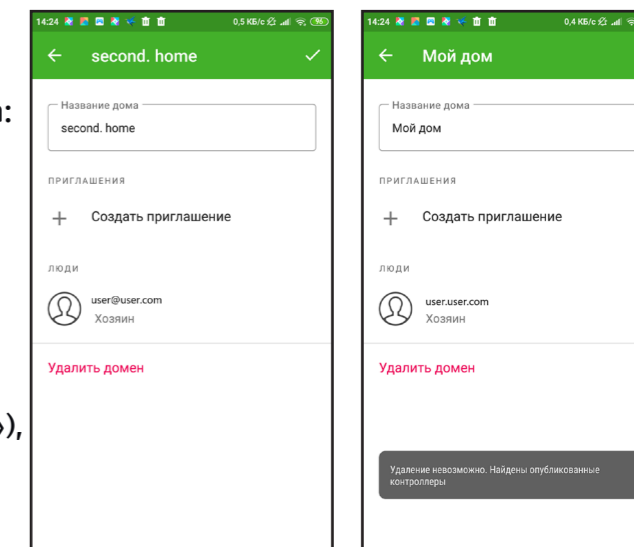 14:24
0,5 КБ/с
96
second. home
Название дома
second. home
ПРИГЛАШЕНИЯ
Создать приглашение
ЛЮДИ
user@user.com
Хозяин
Удалить домен
14:24
0,4 КБ/с
Мой дом
Название дома
Мой дом
ПРИГЛАШЕНИЯ
Создать приглашение
ЛЮДИ
user.user.com
Хозяин
Удалить домен
Удаление невозможно. Найдены опубликованные
контроллеры